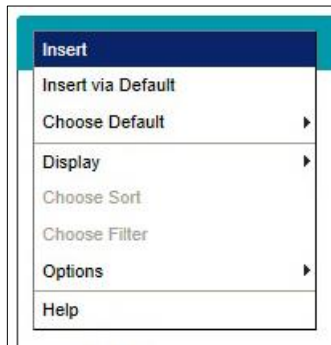 Insert
Insert via Default
Choose Default
Display
Choose Sort
Choose Filter
Options
Help